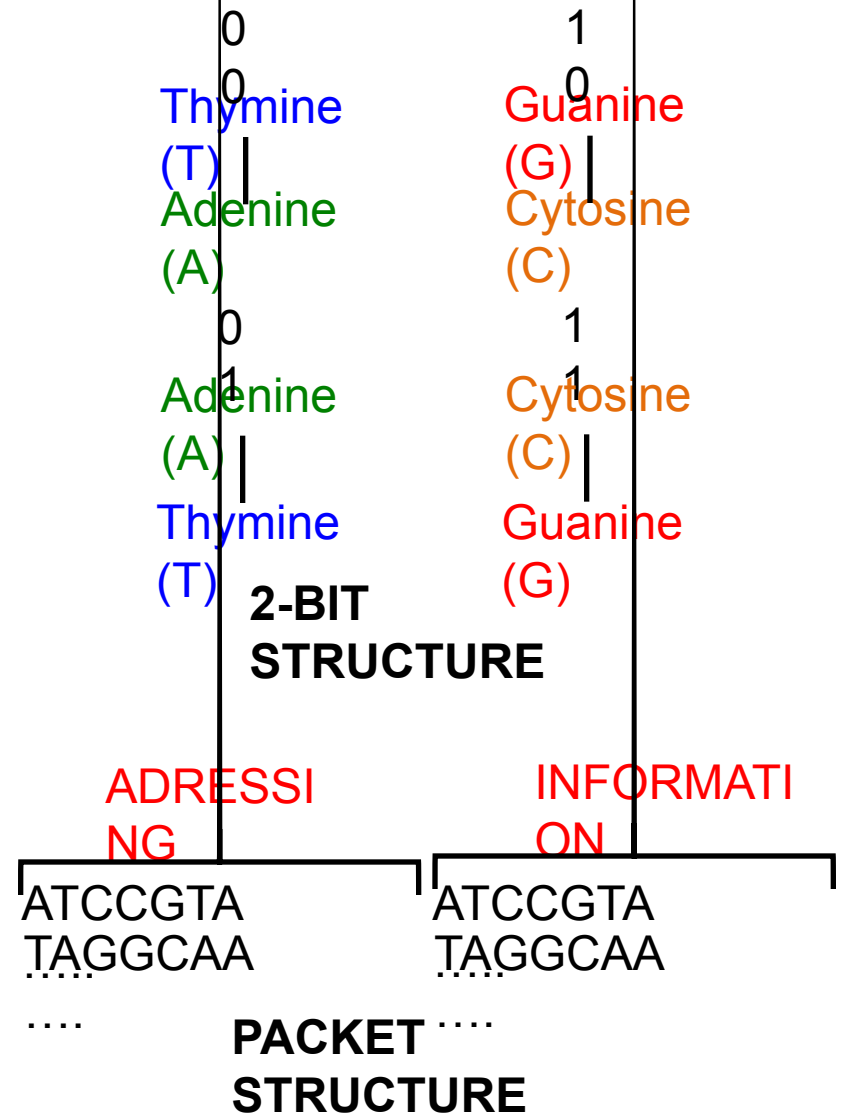 0
0
Thymine
(T)
Adenine
(A)
1
0
Guanine
(G)
Cytosine
(C)
0
1
Adenine
(A)
Thymine
(T)
1
1
Cytosine
(C)
Guanine
(G)
2-BIT
STRUCTURE
ADRESSI
NG
ATCCGTA
TAGGCAA
.....
....
INFORMATI
ON
ATCCGTA
TAGGCAA
.....
....
PACKET
STRUCTURE